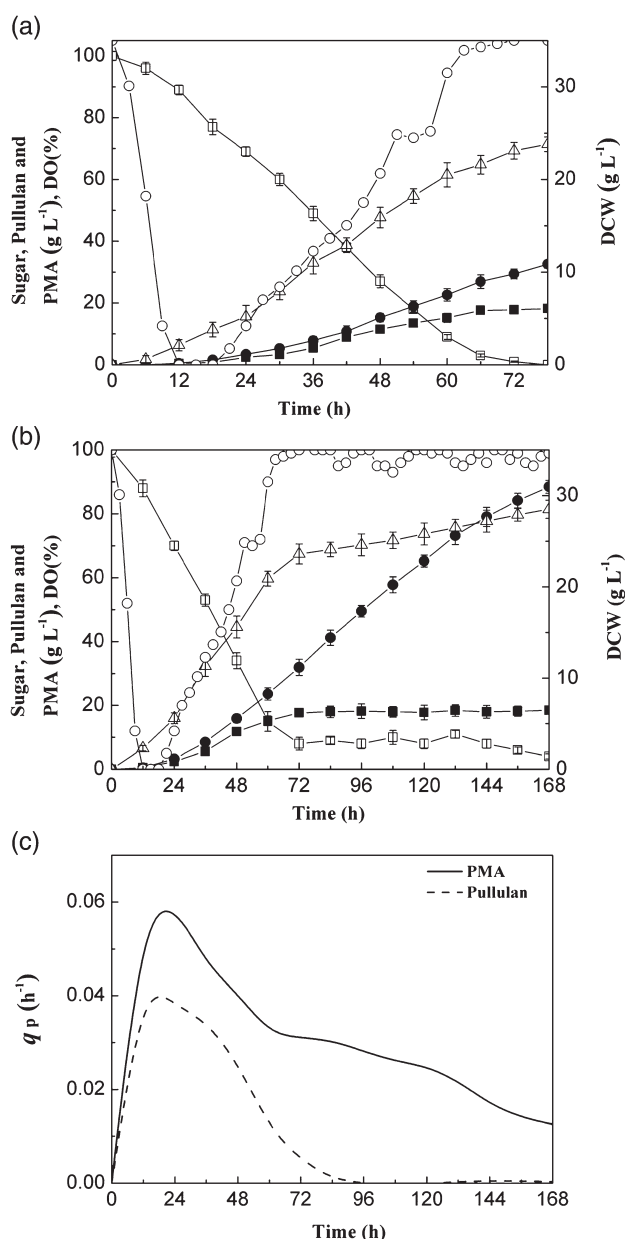 (a)
100
80
60
40
20
0
Sugar, Pullulan and
PMA (g L-1), DO(%)
30
20
10
0
DCW (g L-1)
0 12 24 36 48 60 72
Time (h)
(b)
100
80
60
40
20
0
Sugar, Pullulan and
PMA (g L-1), DO(%)
30
20
10
0
DCW (g L-1)
0 24 48 72 96 120 144 168
Time (h)
(c)
PMA
Pullulan
0.06
0.04
0.02
0.00
qp (h-1)
0 24 48 72 96 120 144 168
Time (h)